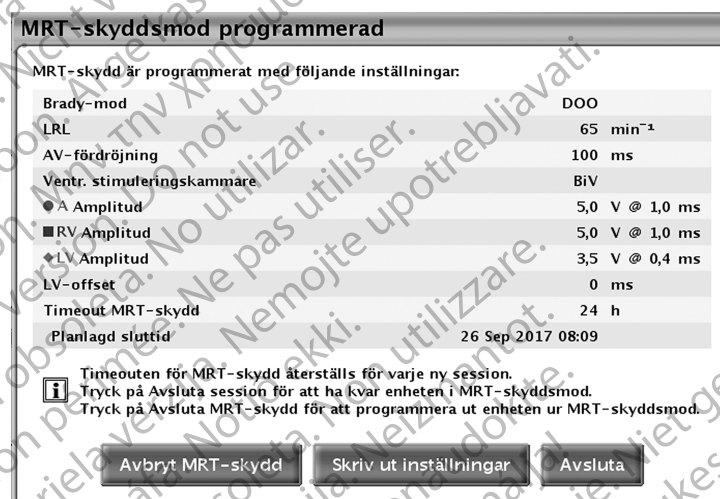 MRT-skyddsmod programmerad
MRT-skydd är programmerat med följande inställningar:
Brady-mod DOO
LRL 65 min⁻¹
AV-fördröjning 100 ms
Ventr. stimuleringskammare BiV
A Amplitud 5,0 V @ 1,0 ms
RV Amplitud 5,0 V @ 1,0 ms
LV Amplitud 3,5 V @ 0,4 ms
LV-offset 0 ms
Timeout MRT-skydd 24 h
Planlagd sluttid 26 Sep 2017 08:09
Timeouten för MRT-skydd återställs för varje ny session.
Tryck på Avsluta session för att ha kvar enheten i MRT-skyddsmod.
Tryck på Avsluta MRT-skydd för att programmera ut enheten ur MRT-skyddsmod.
Avbryt MRT-skydd Skriv ut inställningar Avsluta